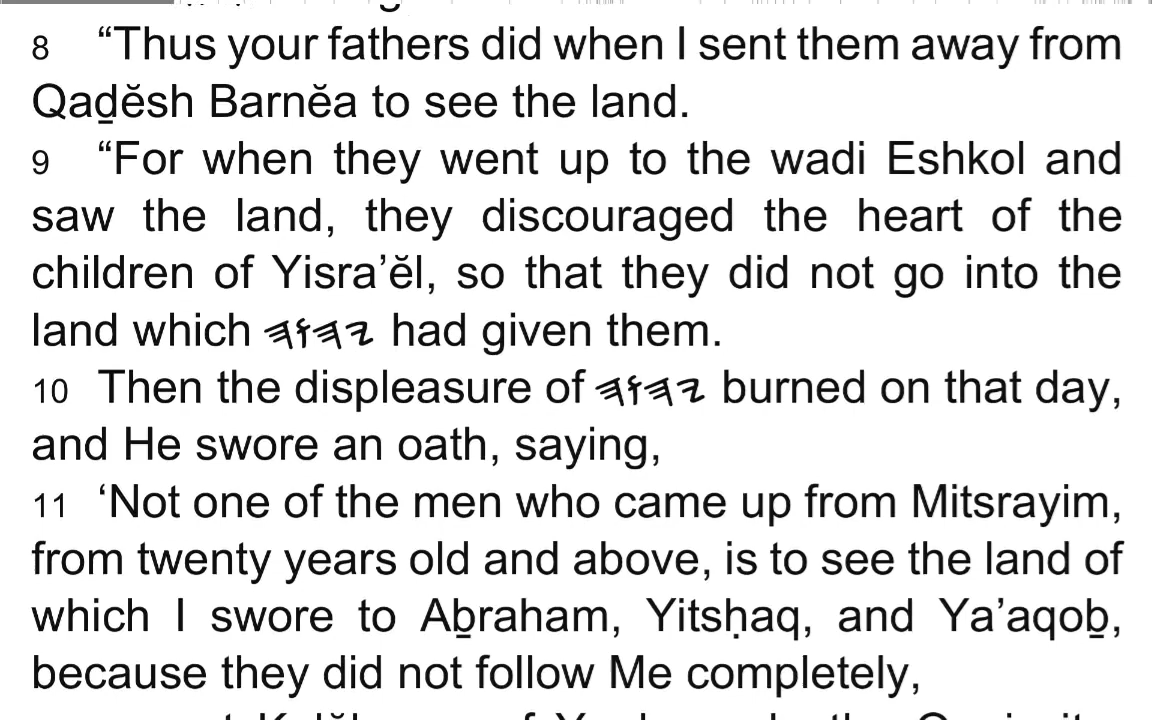 8 “Thus your fathers did when I sent them away from
Qaḏĕsh Barnĕa to see the land.
9 “For when they went up to the wadi Eshkol and
saw the land, they discouraged the heart of the
children of Yisra’ĕl, so that they did not go into the
land which 𐤉𐤄𐤅𐤄 had given them.
10 Then the displeasure of 𐤉𐤄𐤅𐤄 burned on that day,
and He swore an oath, saying,
11 ‘Not one of the men who came up from Mitsrayim,
from twenty years old and above, is to see the land of
which I swore to Aḇraham, Yitsḥaq, and Ya’aqoḇ,
because they did not follow Me completely,